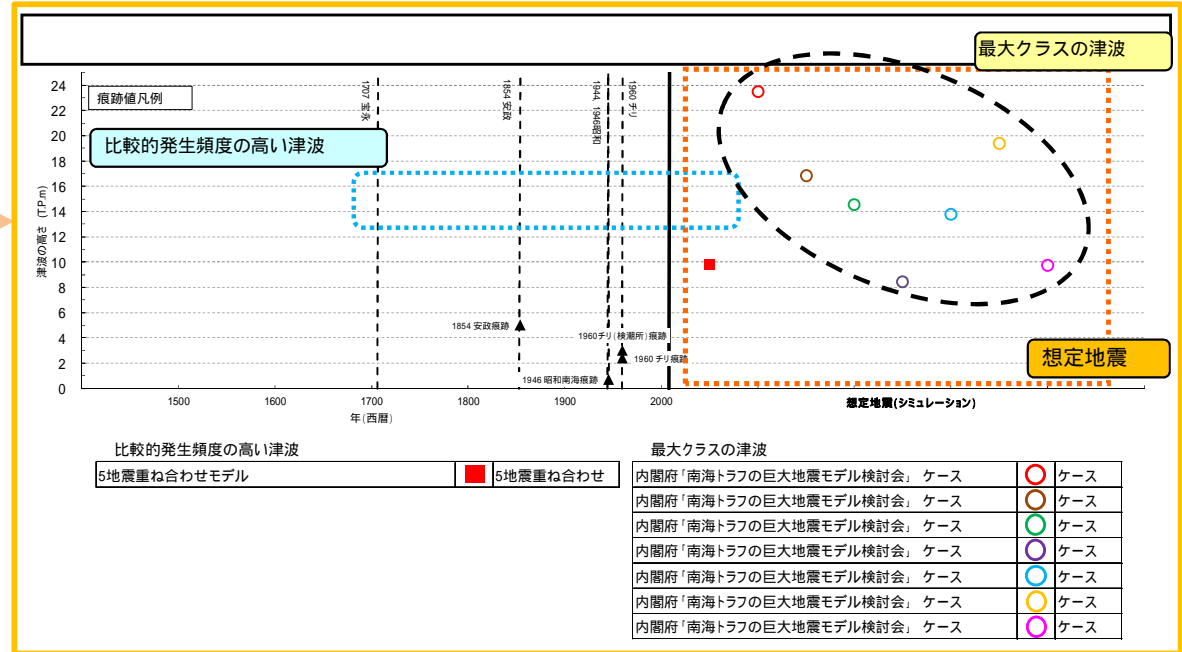 最大クラスの津波
24
22
20
18
16
14
12
10
8
6
4
2
0
津波の高さ (T.P.m)
痕跡値凡例
比較的発生頻度の高い津波
1707 宝永
1854 安政
1944, 1946昭和
1960 チリ
1854 安政痕跡
1960チリ(検潮所)痕跡
1960 チリ痕跡
1946 昭和南海痕跡
想定地震
1500
1600
1700
1800
1900
2000
年(西暦)
想定地震(シミュレーション)
比較的発生頻度の高い津波
5地震重ね合わせモデル 5地震重ね合わせ
最大クラスの津波
内閣府「南海トラフの巨大地震モデル検討会」 ケース ケース
内閣府「南海トラフの巨大地震モデル検討会」 ケース ケース
内閣府「南海トラフの巨大地震モデル検討会」 ケース ケース
内閣府「南海トラフの巨大地震モデル検討会」 ケース ケース
内閣府「南海トラフの巨大地震モデル検討会」 ケース ケース
内閣府「南海トラフの巨大地震モデル検討会」 ケース ケース
内閣府「南海トラフの巨大地震モデル検討会」 ケース ケース